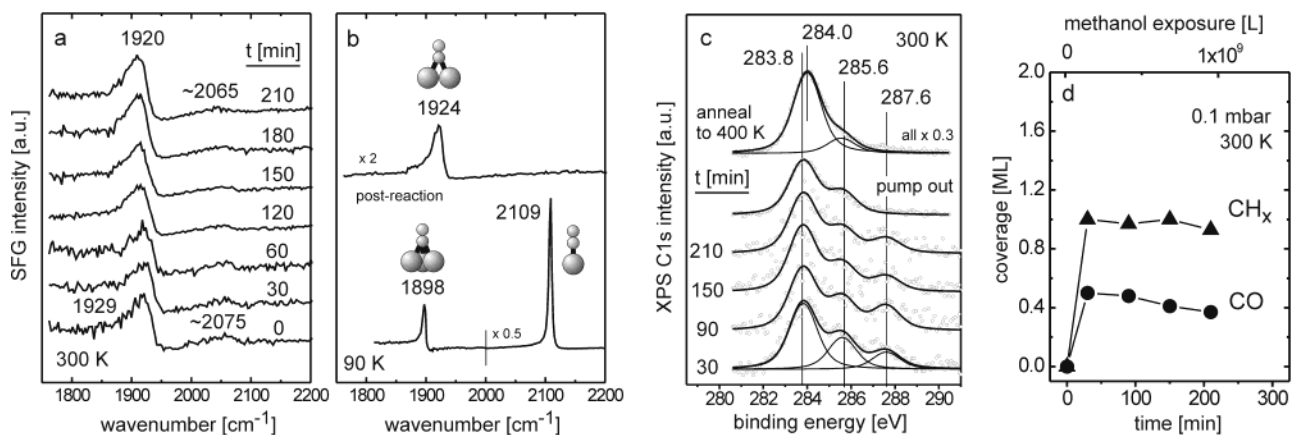 a
1920
t [min]
~2065
210
180
150
120
60
30
1929
~2075
0
300 K
SFG intensity [a.u.]
1800 1900 2000 2100 2200
wavenumber [cm⁻¹]
b
1924
x 2
post-reaction
2109
1898
x 0.5
90 K
1800 1900 2000 2100 2200
wavenumber [cm⁻¹]
c
300 K
284.0
283.8
285.6
287.6
anneal
to 400 K
all x 0.3
t [min]
pump out
210
150
90
30
XPS C1s intensity [a.u.]
280 282 284 286 288 290
binding energy [eV]
methanol exposure [L]
0 1x10⁹
d
0.1 mbar
300 K
CHₓ
CO
coverage [ML]
2.0
1.6
1.2
0.8
0.4
0.0
0 100 200 300
time [min]